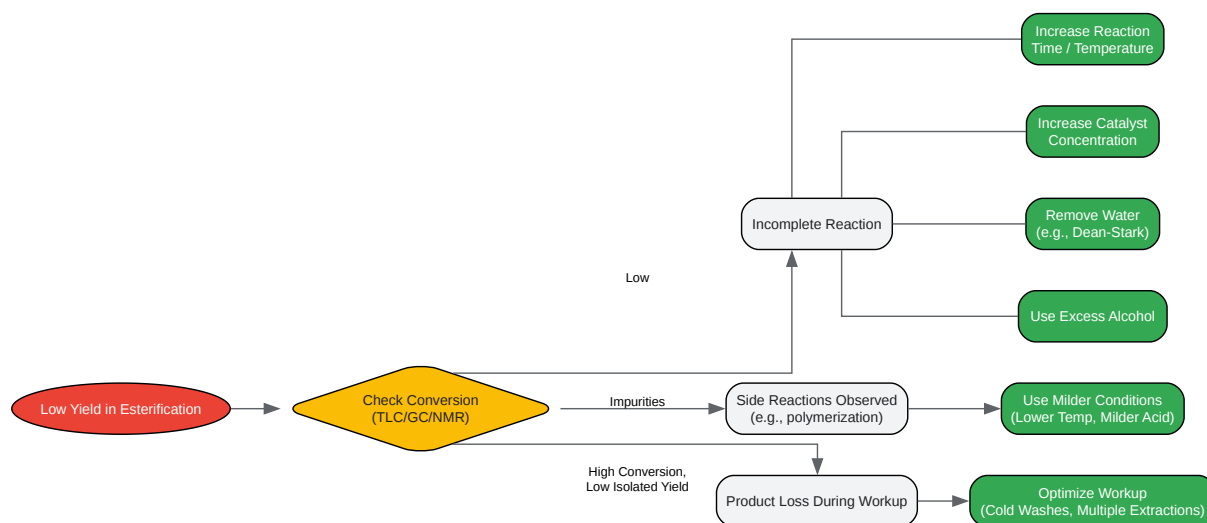 Low Yield in Esterification
Check Conversion
(TLC/GC/NMR)
Low
Incomplete Reaction
Increase Reaction
Time / Temperature
Increase Catalyst
Concentration
Remove Water
(e.g., Dean-Stark)
Use Excess Alcohol
Impurities
Side Reactions Observed
(e.g., polymerization)
Use Milder Conditions
(Lower Temp, Milder Acid)
High Conversion,
Low Isolated Yield
Product Loss During Workup
Optimize Workup
(Cold Washes, Multiple Extractions)